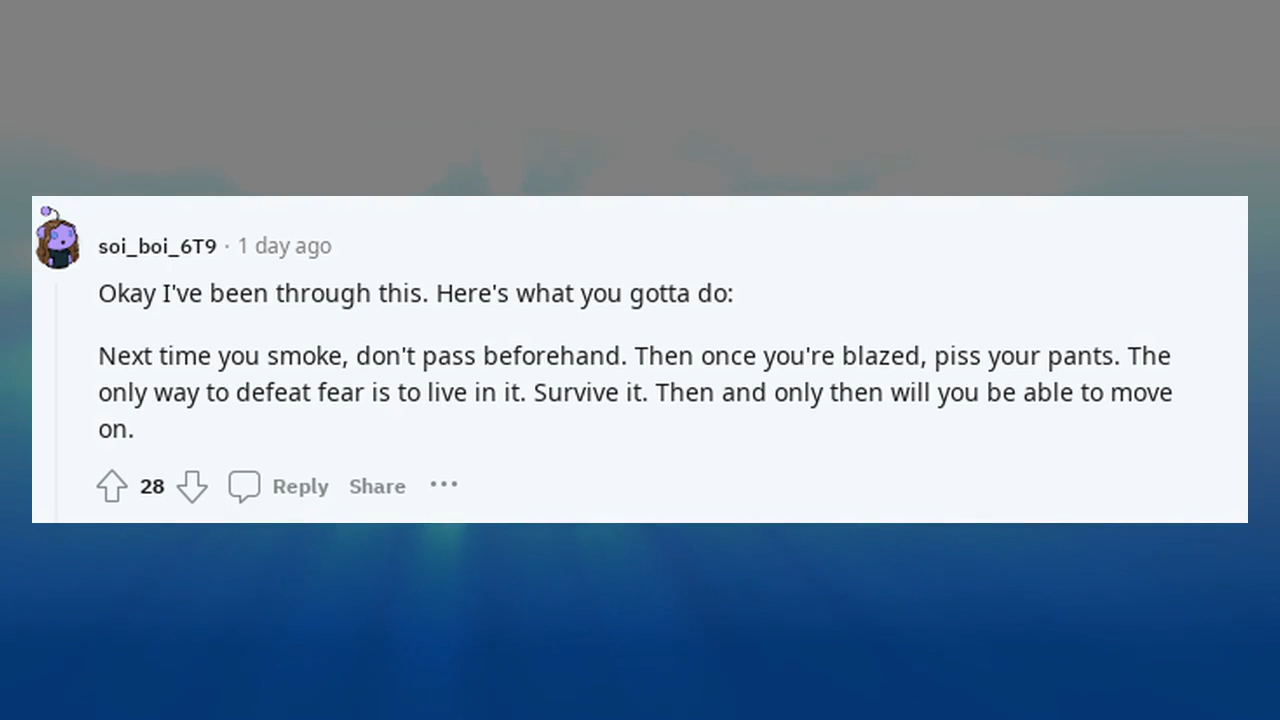 soi_boi_6T9 · 1 day ago
Okay I've been through this. Here's what you gotta do:
Next time you smoke, don't pass beforehand. Then once you're blazed, piss your pants. The
only way to defeat fear is to live in it. Survive it. Then and only then will you be able to move
on.
28 Reply Share ···